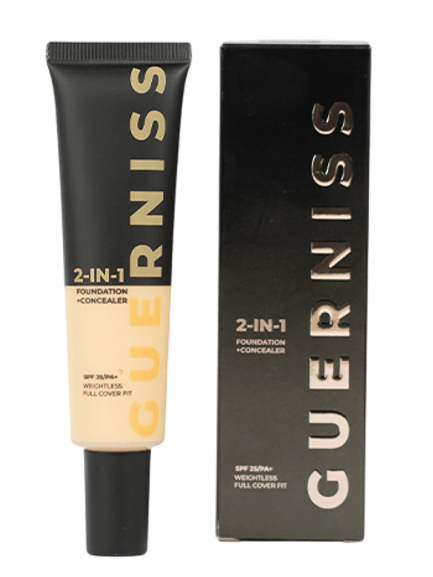 GUERNISS
2-IN-1
FOUNDATION
+CONCEALER
SPF 25/PA+
WEIGHTLESS
FULL COVER FIT
GUERNISS
2-IN-1
FOUNDATION
+CONCEALER
SPF 25/PA+
WEIGHTLESS
FULL COVER FIT